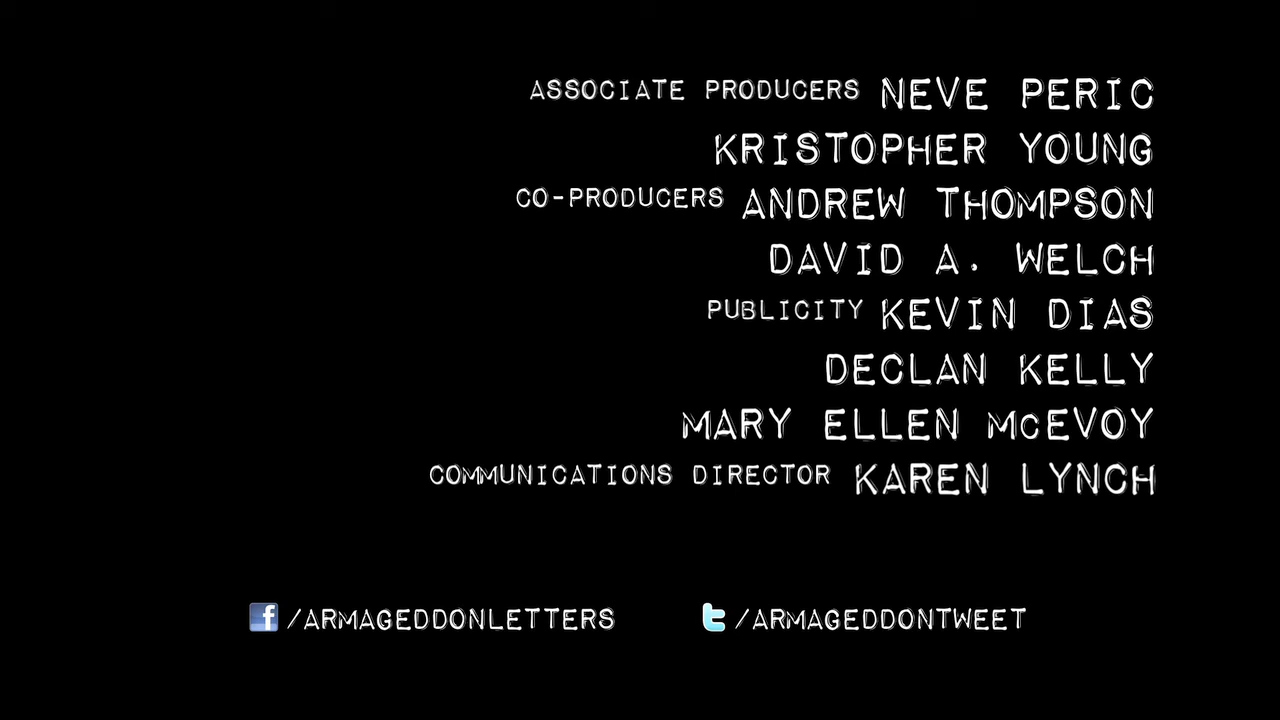 ASSOCIATE PRODUCERS NEVE PERIC
KRISTOPHER YOUNG
CO-PRODUCERS ANDREW THOMPSON
DAVID A. WELCH
PUBLICITY KEVIN DIAS
DECLAN KELLY
MARY ELLEN McEVOY
COMMUNICATIONS DIRECTOR KAREN LYNCH
f /ARMAGEDDONLETTERS t /ARMAGEDDONTWEET